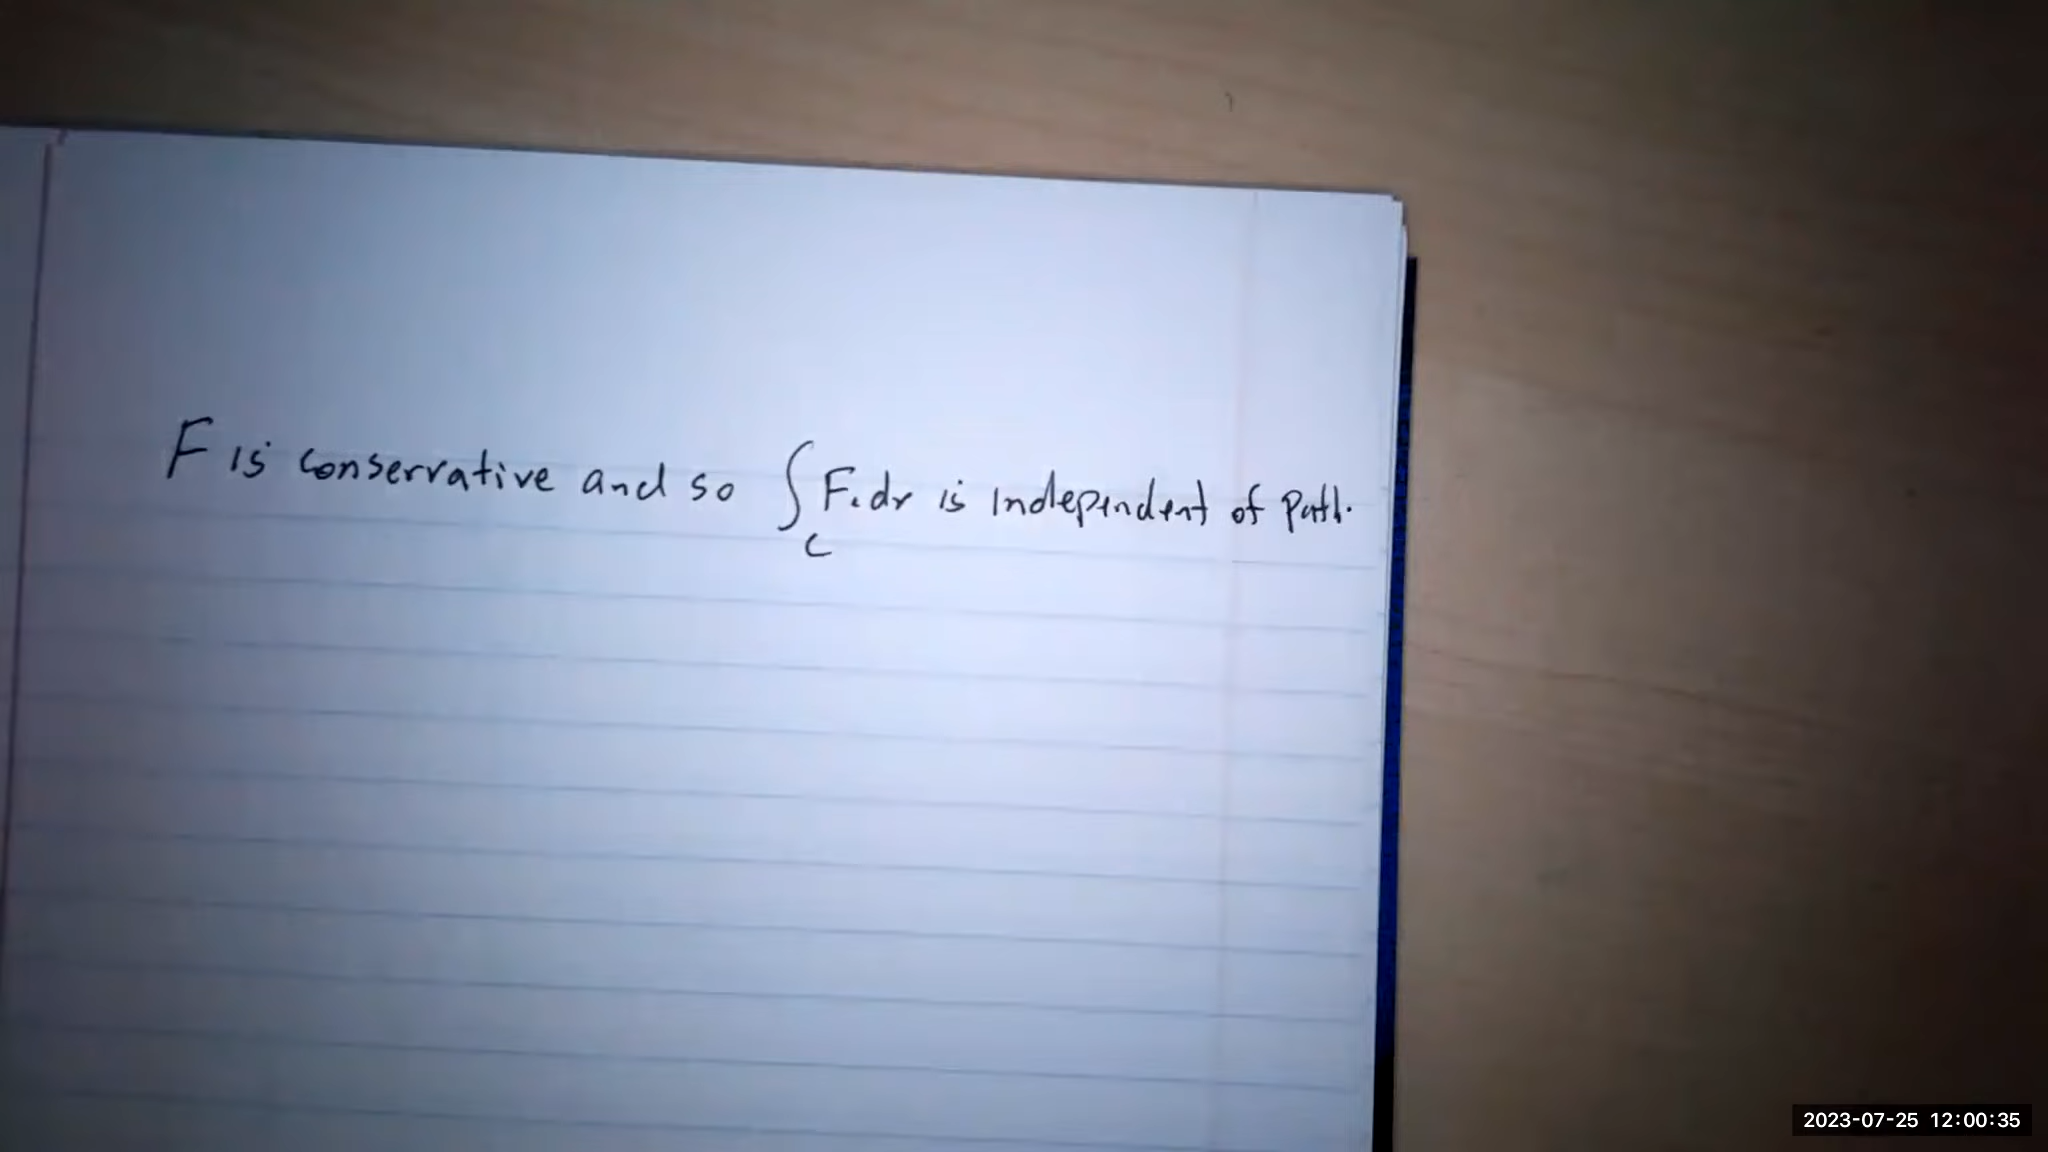 F is conservative and so ∫_C F.dr is independent of path.
2023-07-25 12:00:35